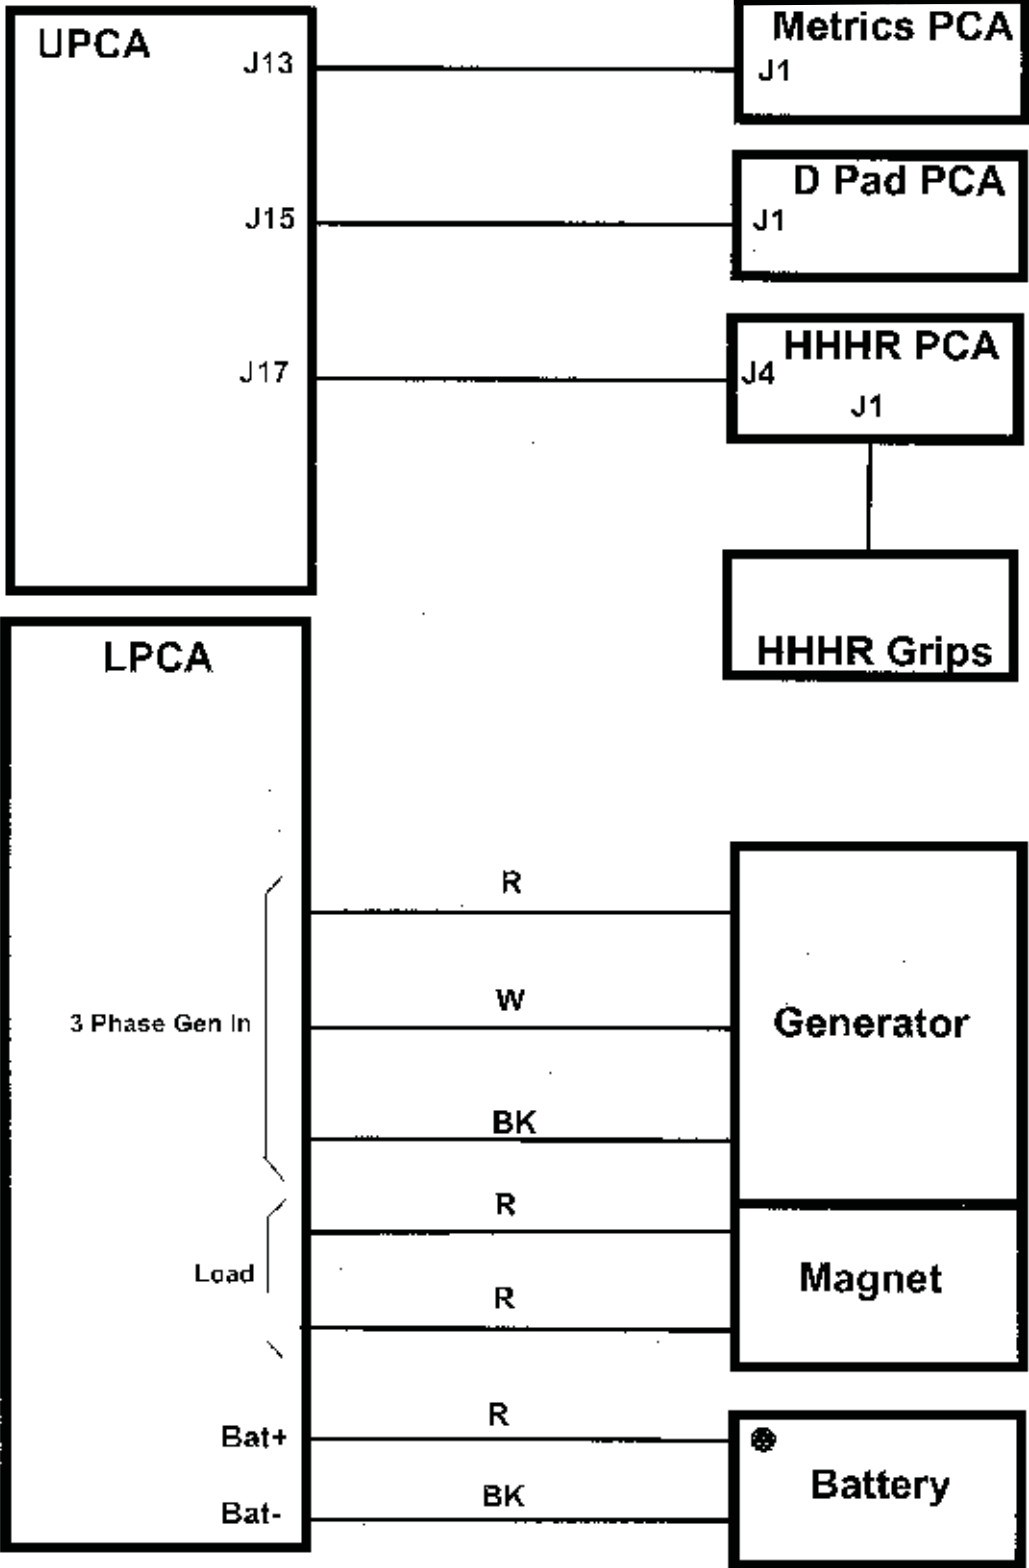 UPCA
Metrics PCA
J13
J1
D Pad PCA
J15
J1
HHHR PCA
J17
J4
J1
HHHR Grips
LPCA
R
W
3 Phase Gen In
Generator
BK
R
Load
Magnet
R
R
Bat+
Battery
BK
Bat-